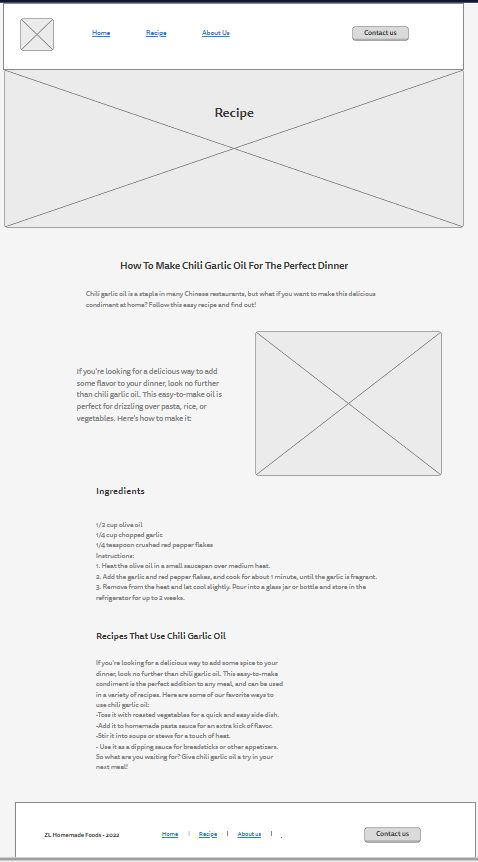 Home Recipe About Us Contact us
Recipe
How To Make Chili Garlic Oil For The Perfect Dinner
Chili garlic oil is a staple in many Chinese restaurants, but what if you want to make this delicious
condiment at home? Follow this easy recipe and find out!
If you're looking for a delicious way to add
some flavor to your dinner, look no further
than chili garlic oil. This easy-to-make oil is
perfect for drizzling over pasta, rice, or
vegetables. Here's how to make it:
Ingredients
1/2 cup olive oil
1/4 cup chopped garlic
1/4 teaspoon crushed red pepper flakes
Instructions:
1. Heat the olive oil in a small saucepan over medium heat.
2. Add the garlic and red pepper flakes, and cook for about 1 minute, until the garlic is fragrant.
3. Remove from the heat and let cool slightly. Pour into a glass jar or bottle and store in the
refrigerator for up to 2 weeks.
Recipes That Use Chili Garlic Oil
If you're looking for a delicious way to add some spice to your
dinner, look no further than chili garlic oil. This easy-to-make
condiment is the perfect addition to any meal, and can be used
in a variety of recipes. Here are some of our favorite ways to
use chili garlic oil:
-Toss it with roasted vegetables for a quick and easy side dish.
-Add it to homemade pasta sauce for an extra kick of flavor.
-Stir it into soups or stews for a touch of heat.
- Use it as a dipping sauce for breadsticks or other appetizers.
So what are you waiting for? Give chili garlic oil a try in your
next meal!
ZL Homemade Foods - 2022 Home | Recipe | About us | . Contact us